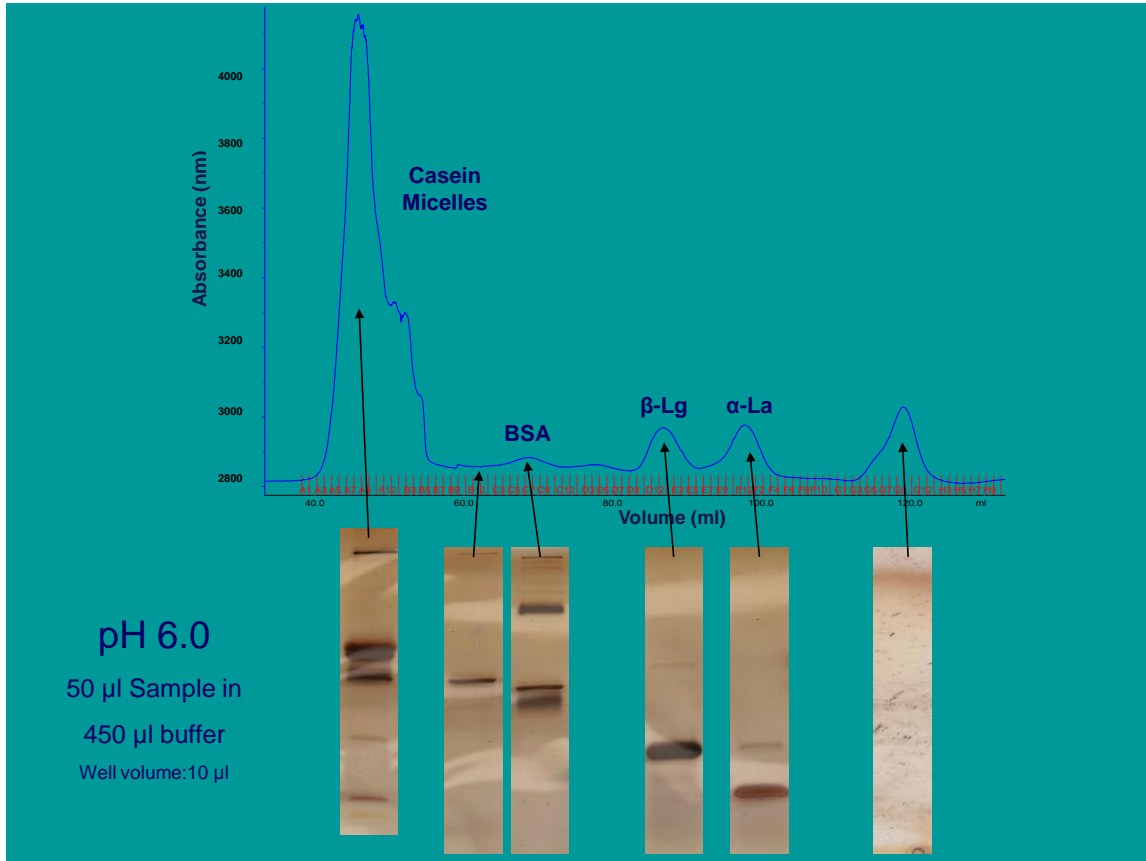 4000
3800
3600
3400
3200
3000
2800
Absorbance (nm)
Casein
Micelles
BSA
β-Lg
α-La
40.0
60.0
80.0
100.0
120.0
ml
Volume (ml)
pH 6.0
50 µl Sample in
450 µl buffer
Well volume:10 µl